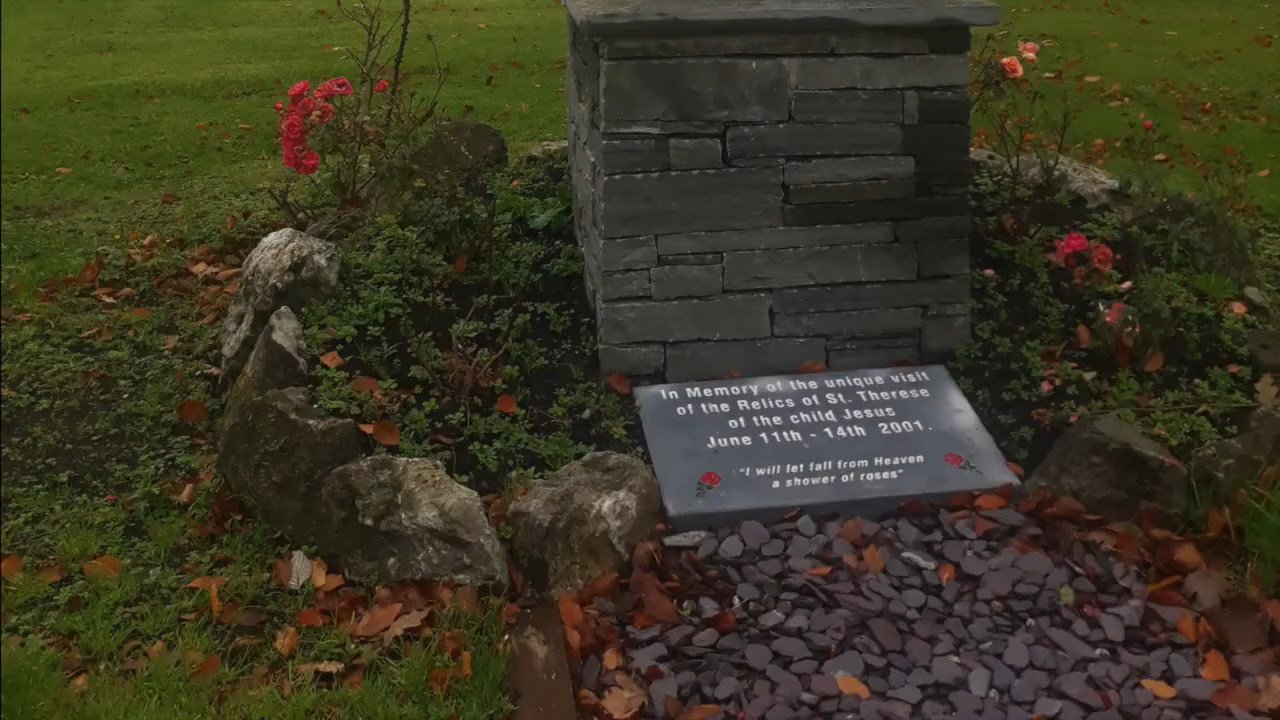 In Memory of the unique visit
of the Relics of St. Therese
of the child Jesus
June 11th - 14th 2001.
"I will let fall from Heaven
a shower of roses"